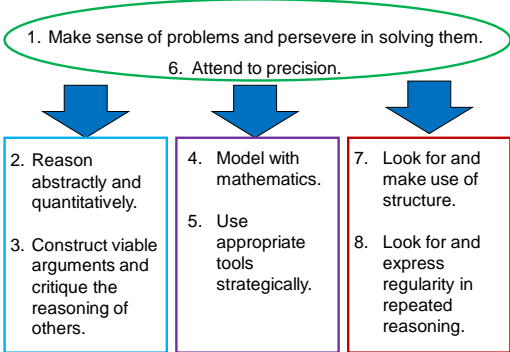 1. Make sense of problems and persevere in solving them.
6. Attend to precision.
2. Reason
abstractly and
quantitatively.
3. Construct viable
arguments and
critique the
reasoning of
others.
4. Model with
mathematics.
5. Use
appropriate
tools
strategically.
7. Look for and
make use of
structure.
8. Look for and
express
regularity in
repeated
reasoning.